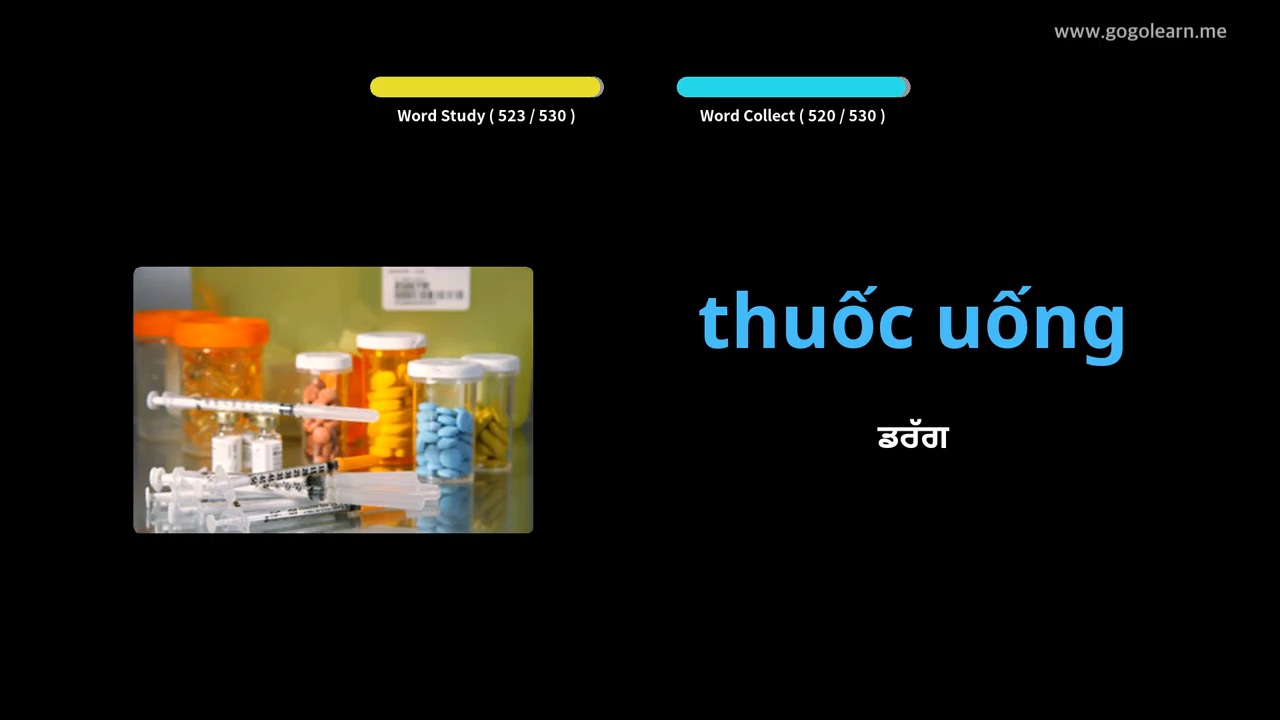 www.gogolearn.me
Word Study ( 523 / 530 )
Word Collect ( 520 / 530 )
thuốc uống
ਡਰੱਗ